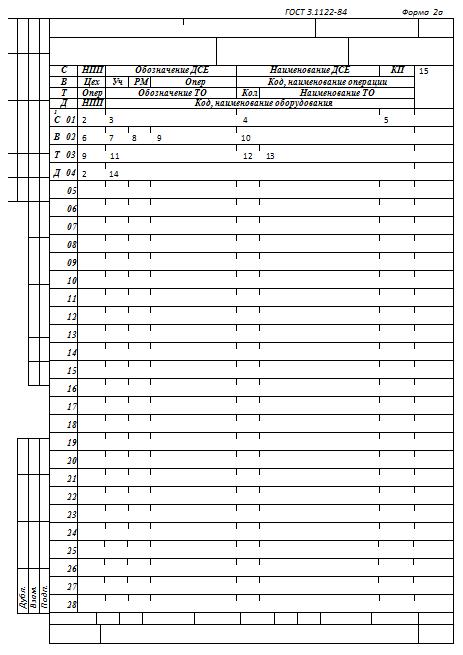 ГОСТ 3.1122-84 Форма 2а
С НПП Обозначение ДСЕ Наименование ДСЕ КП 15
В Цех Уч РМ Опер Код, наименование операции
Т Опер Обозначение ТО Кол Наименование ТО
Д НПП Код, наименование оборудования
1
С 01 2 3 4 5
В 02 6 7 8 9 10
Т 03 9 11 12 13
Д 04 2 14
05
06
07
08
09
10
11
12
13
14
15
16
17
18
19
20
21
22
23
24
25
26
27
28
Дубл.
Взам.
Подп.